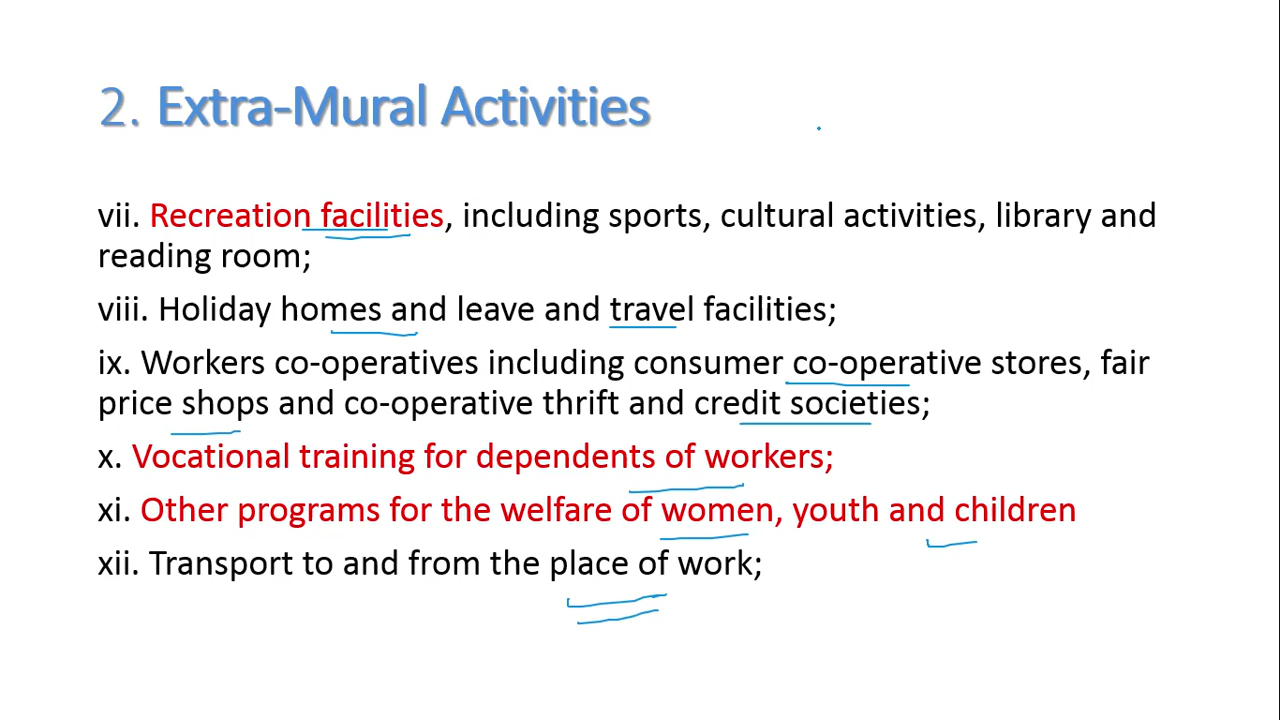 2. Extra-Mural Activities
vii. Recreation facilities, including sports, cultural activities, library and
reading room;
viii. Holiday homes and leave and travel facilities;
ix. Workers co-operatives including consumer co-operative stores, fair
price shops and co-operative thrift and credit societies;
x. Vocational training for dependents of workers;
xi. Other programs for the welfare of women, youth and children
xii. Transport to and from the place of work;